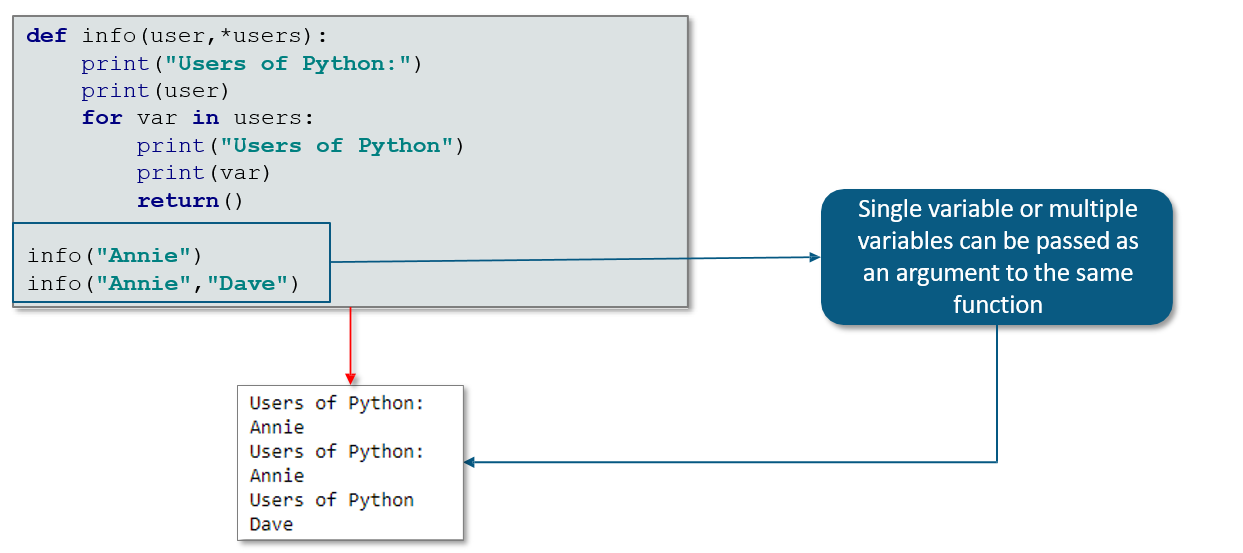 def info(user,*users):
    print("Users of Python:")
    print(user)
    for var in users:
        print("Users of Python")
        print(var)
        return()
info("Annie")
info("Annie","Dave")
Single variable or multiple
variables can be passed as
an argument to the same
function
Users of Python:
Annie
Users of Python:
Annie
Users of Python
Dave